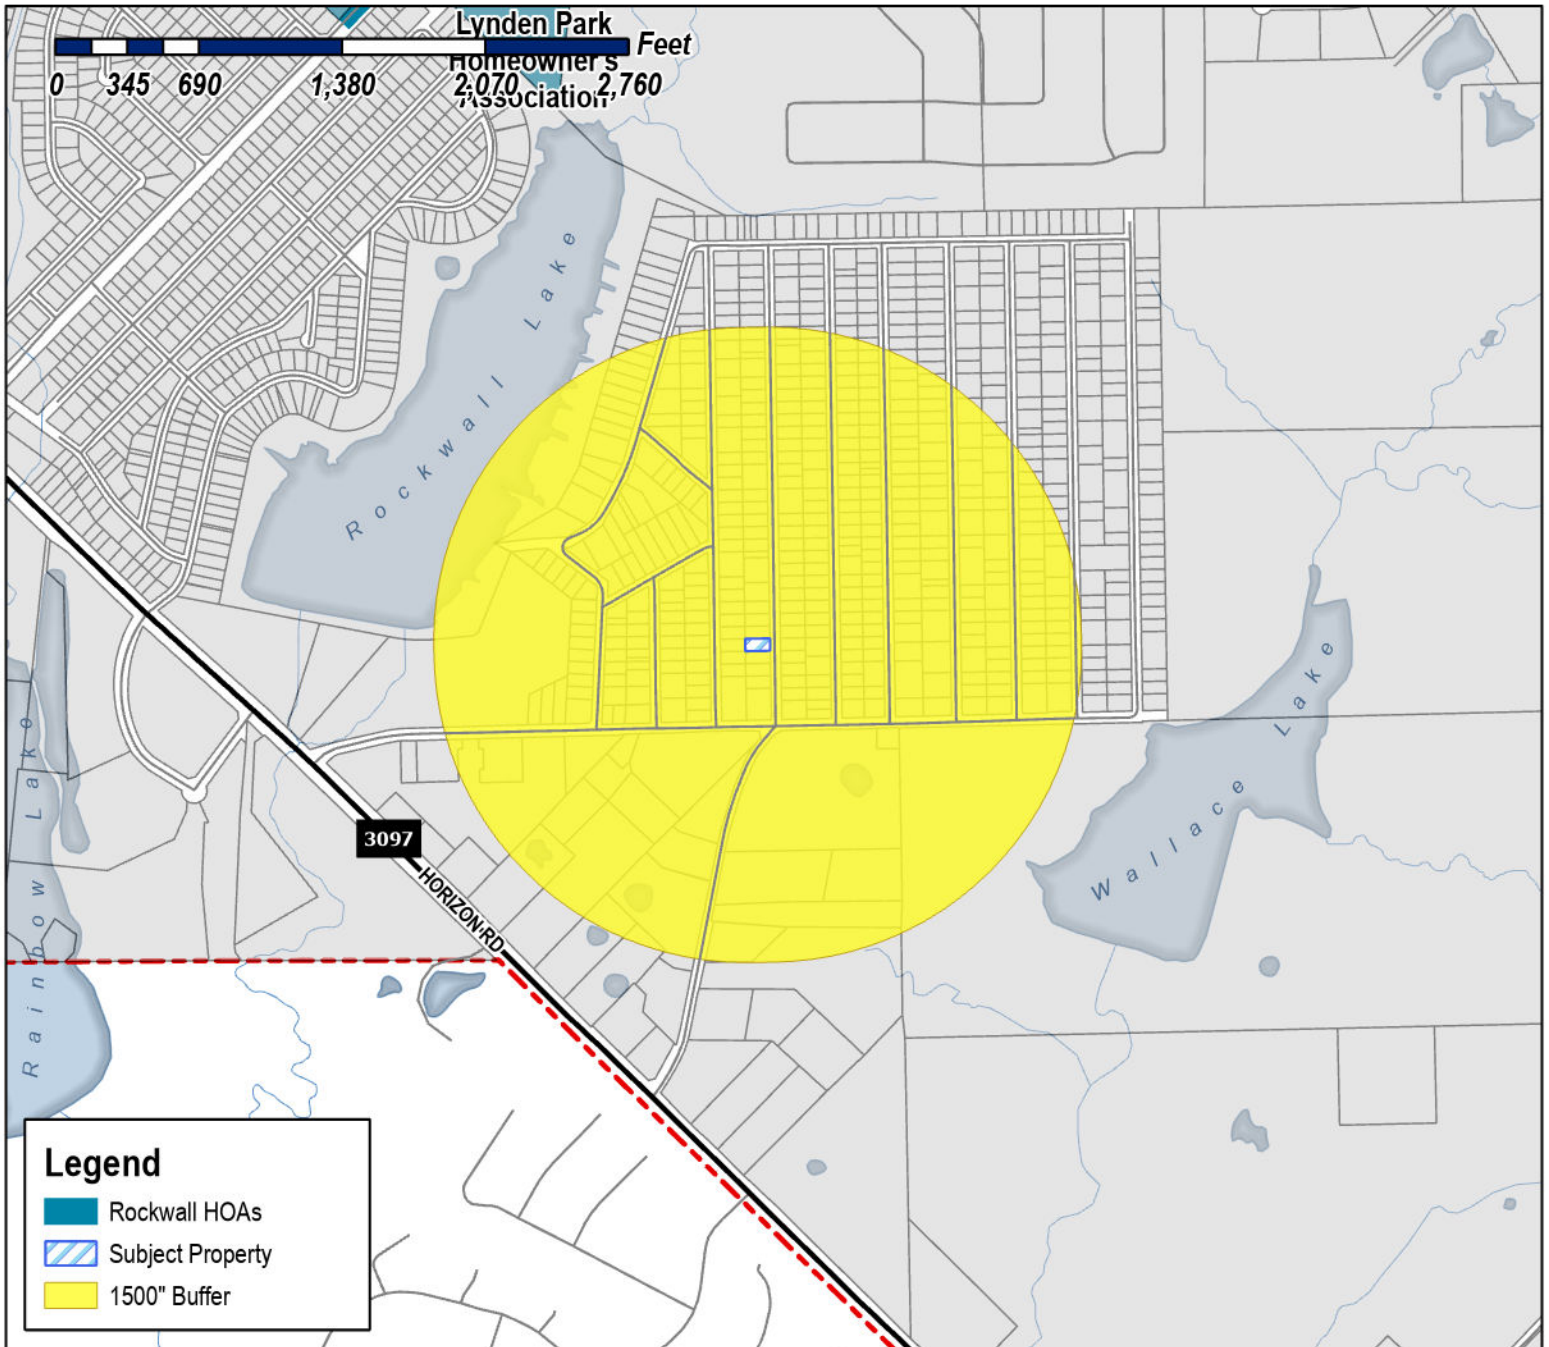 Lynden Park
Homeowner's
Association
Feet
0 345 690 1,380 2,070 2,760
Rockwall Lake
Rainbow Lake
Wallace Lake
3097
HORIZON RD
Legend
Rockwall HOAs
Subject Property
1500" Buffer